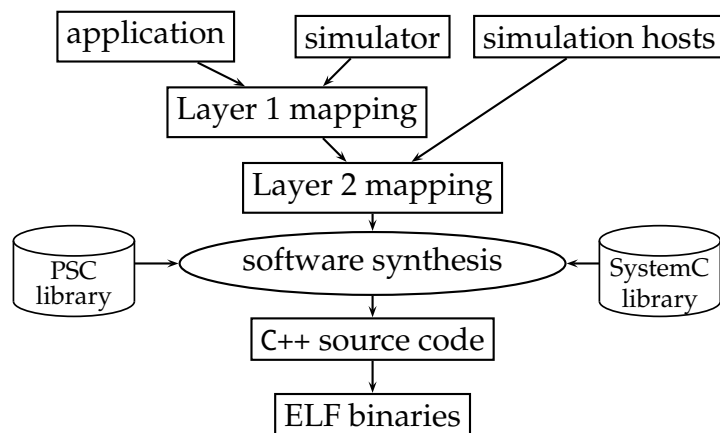 application
simulator
simulation hosts
Layer 1 mapping
Layer 2 mapping
PSC
library
software synthesis
SystemC
library
C++ source code
ELF binaries